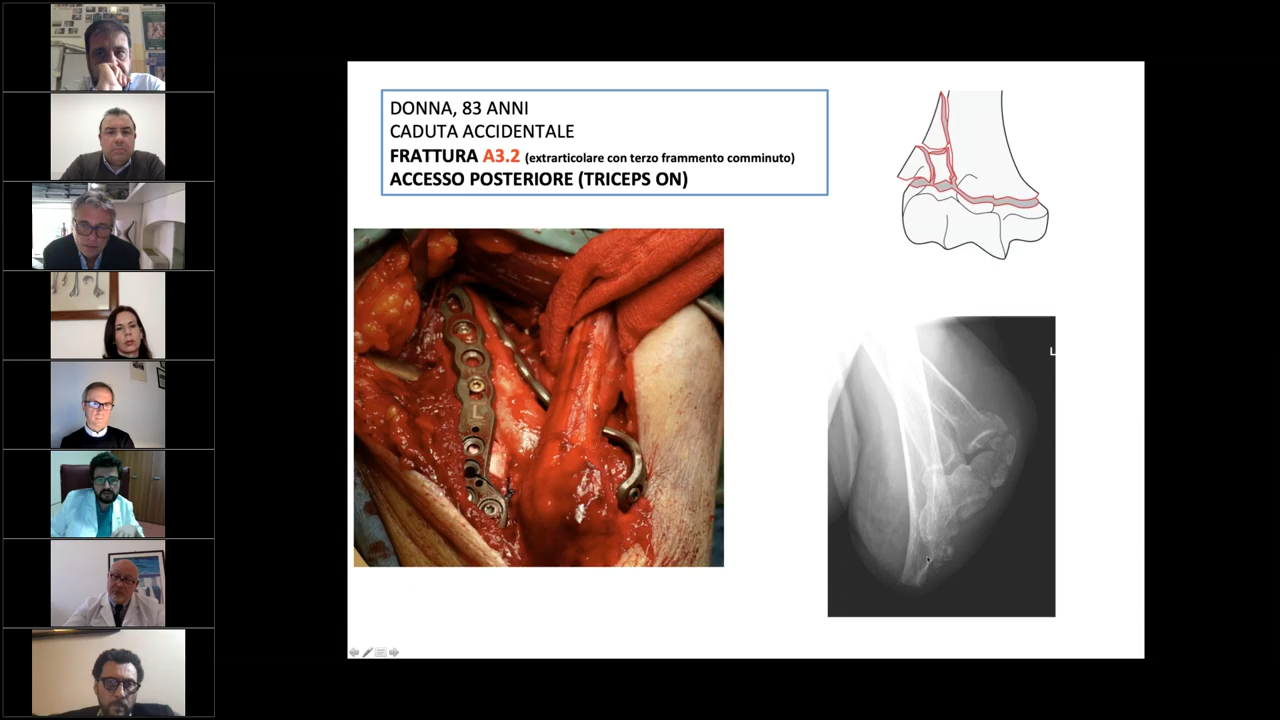 DONNA, 83 ANNI
CADUTA ACCIDENTALE
FRATTURA A3.2 (extrarticolare con terzo frammento comminuto)
ACCESSO POSTERIORE (TRICEPS ON)
L
L